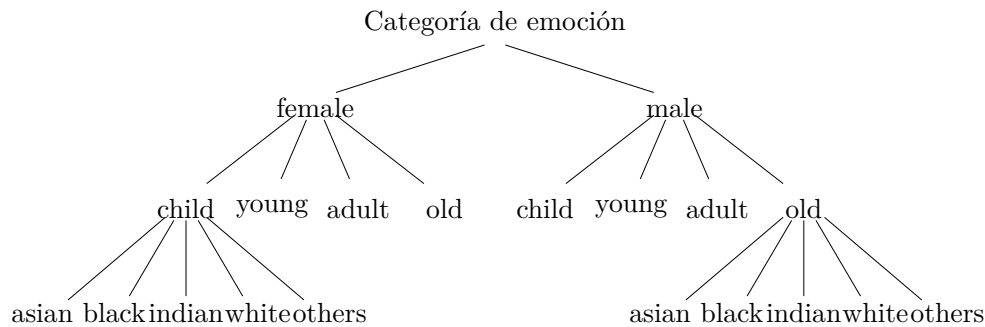 Categoría de emoción
female male
child young adult old child young adult old
asian black indian white others asian black indian white others